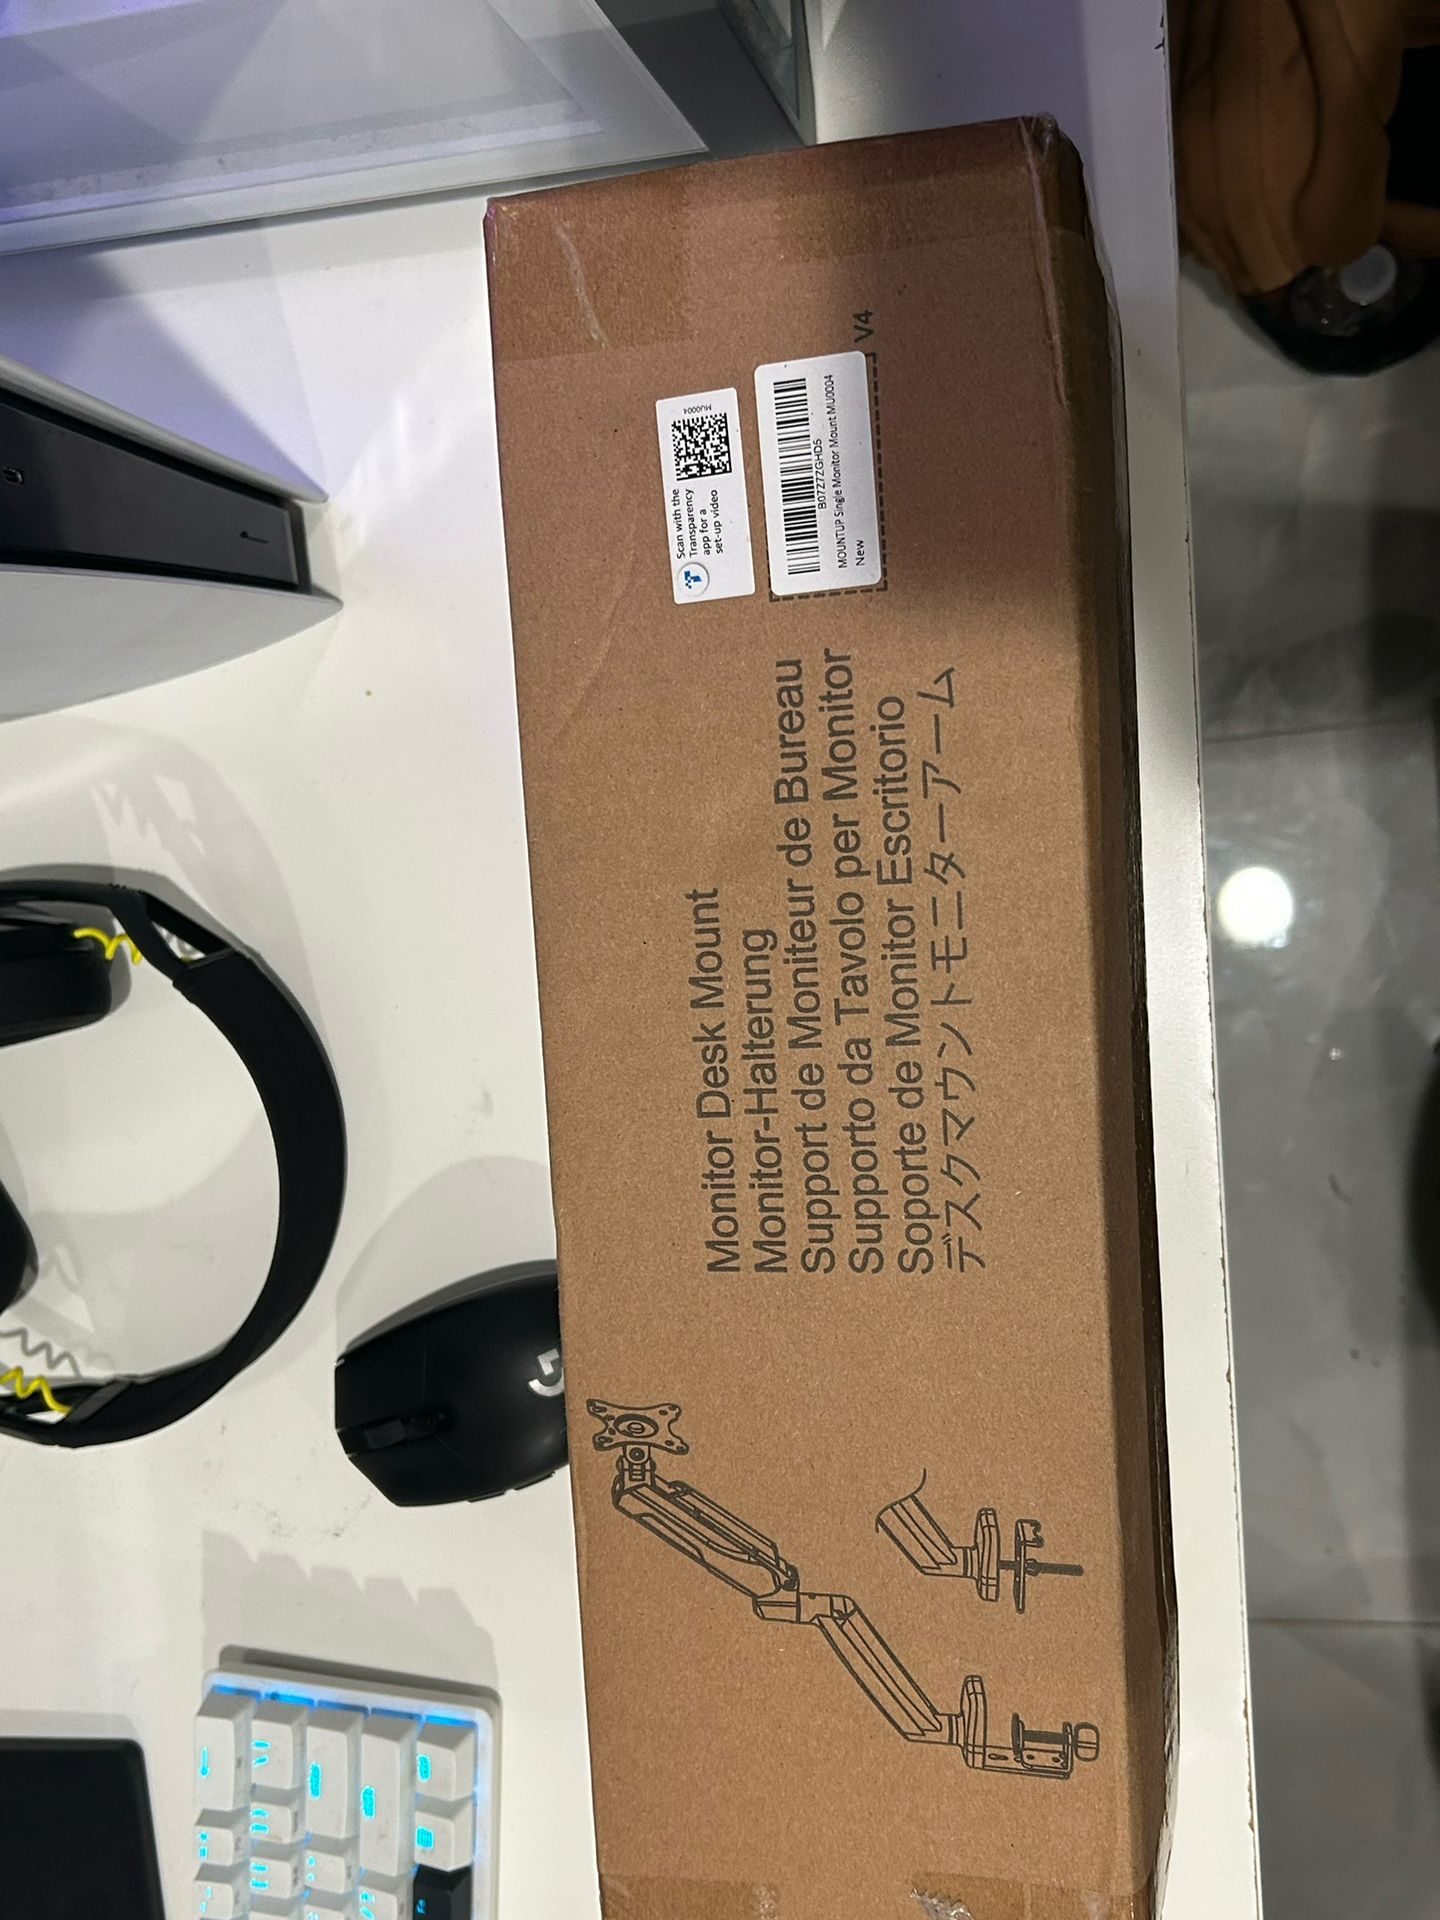 Monitor Desk Mount
Monitor-Halterung
Support de Moniteur de Bureau
Supporto da Tavolo per Monitor
Soporte de Monitor Escritorio
デスクマウントモニターアーム
Scan with the
Transparency
app for a
set-up video
MU0004
B07Z7ZGHD5
MOUNTUP Single Monitor Mount MU0004
New
V4
G